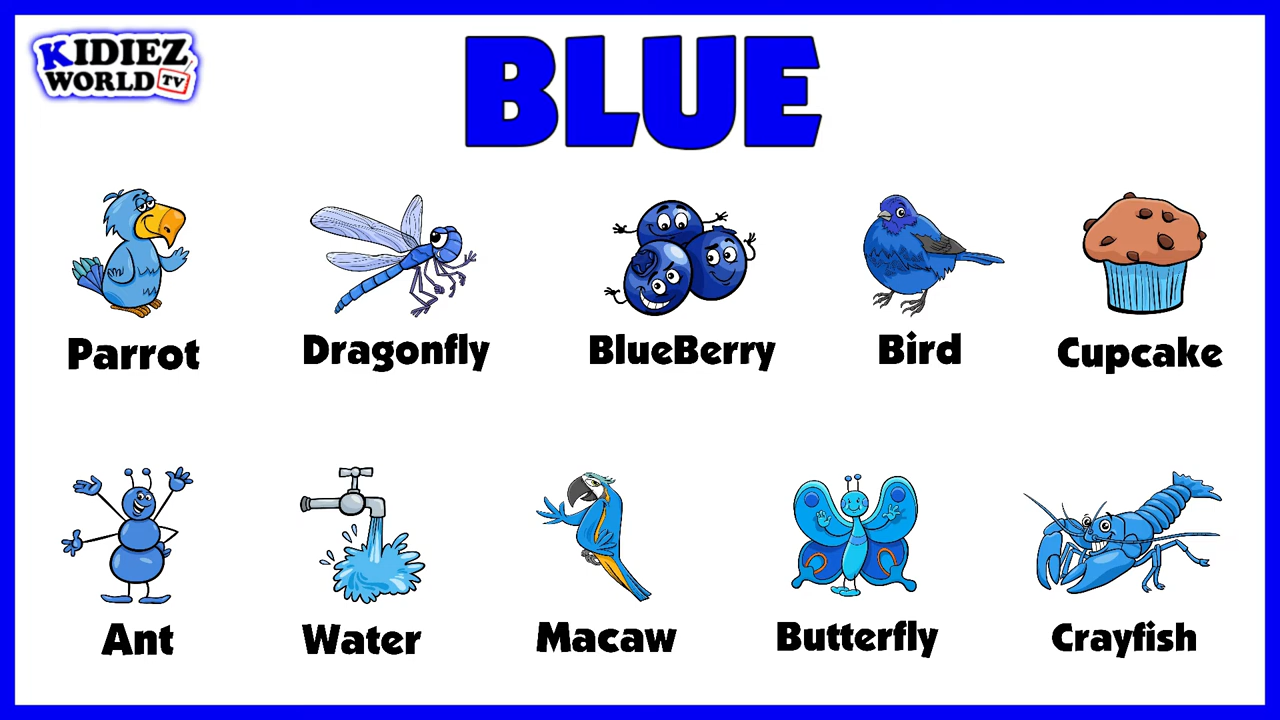 KIDIEZ
WORLD TV
BLUE
Parrot
Dragonfly
BlueBerry
Bird
Cupcake
Ant
Water
Macaw
Butterfly
Crayfish